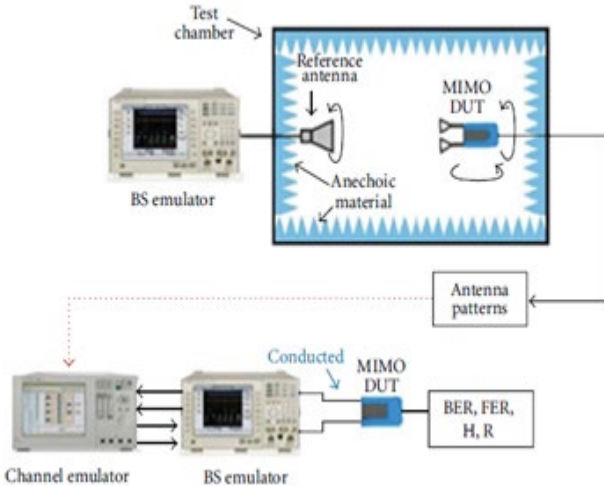 Test
chamber
Reference
antenna
MIMO
DUT
Anechoic
material
BS emulator
Antenna
patterns
Conducted
MIMO
DUT
BER, FER,
H, R
Channel emulator
BS emulator